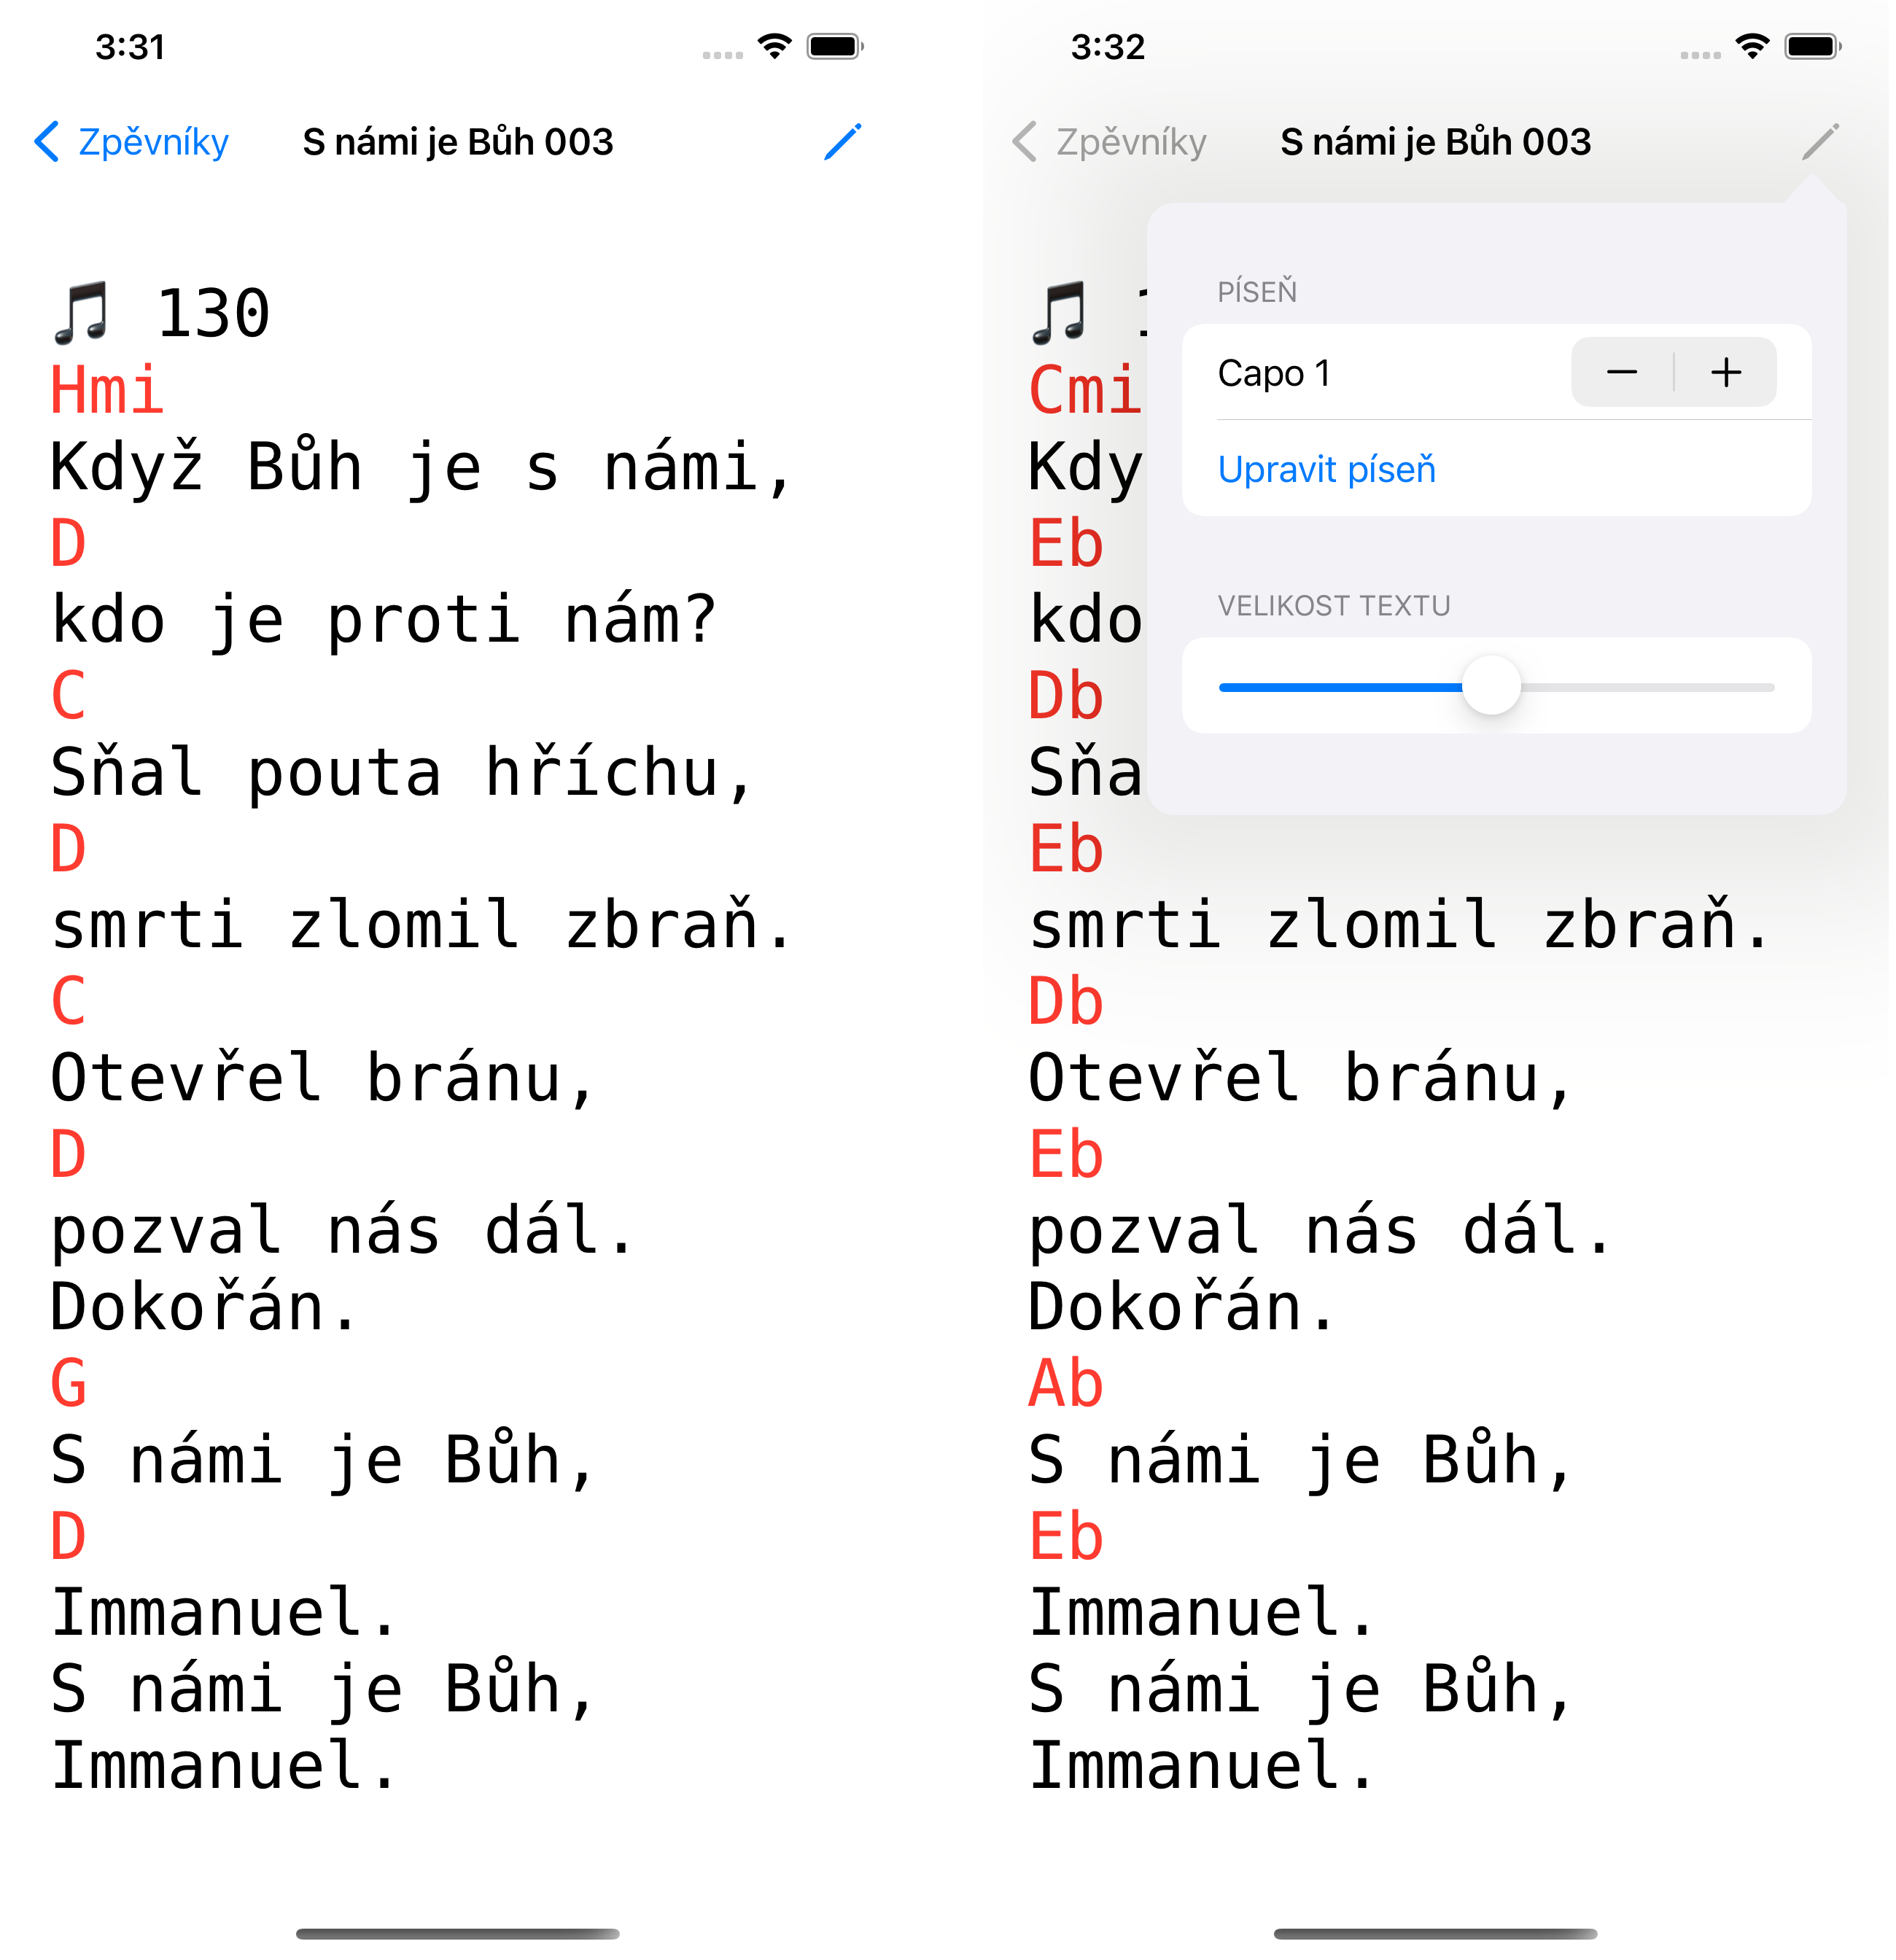 3:31
Zpěvníky
S námi je Bůh 003
🎵 130
Hmi
Když Bůh je s námi,
D
kdo je proti nám?
C
Sňal pouta hříchu,
D
smrti zlomil zbraň.
C
Otevřel bránu,
D
pozval nás dál.
Dokořán.
G
S námi je Bůh,
D
Immanuel.
S námi je Bůh,
Immanuel.
3:32
Zpěvníky
S námi je Bůh 003
PÍSEŇ
Capo 1
Upravit píseň
VELIKOST TEXTU
🎵
Cmi
Kdy
Eb
kdo
Db
Sňa
Eb
smrti zlomil zbraň.
Db
Otevřel bránu,
Eb
pozval nás dál.
Dokořán.
Ab
S námi je Bůh,
Eb
Immanuel.
S námi je Bůh,
Immanuel.